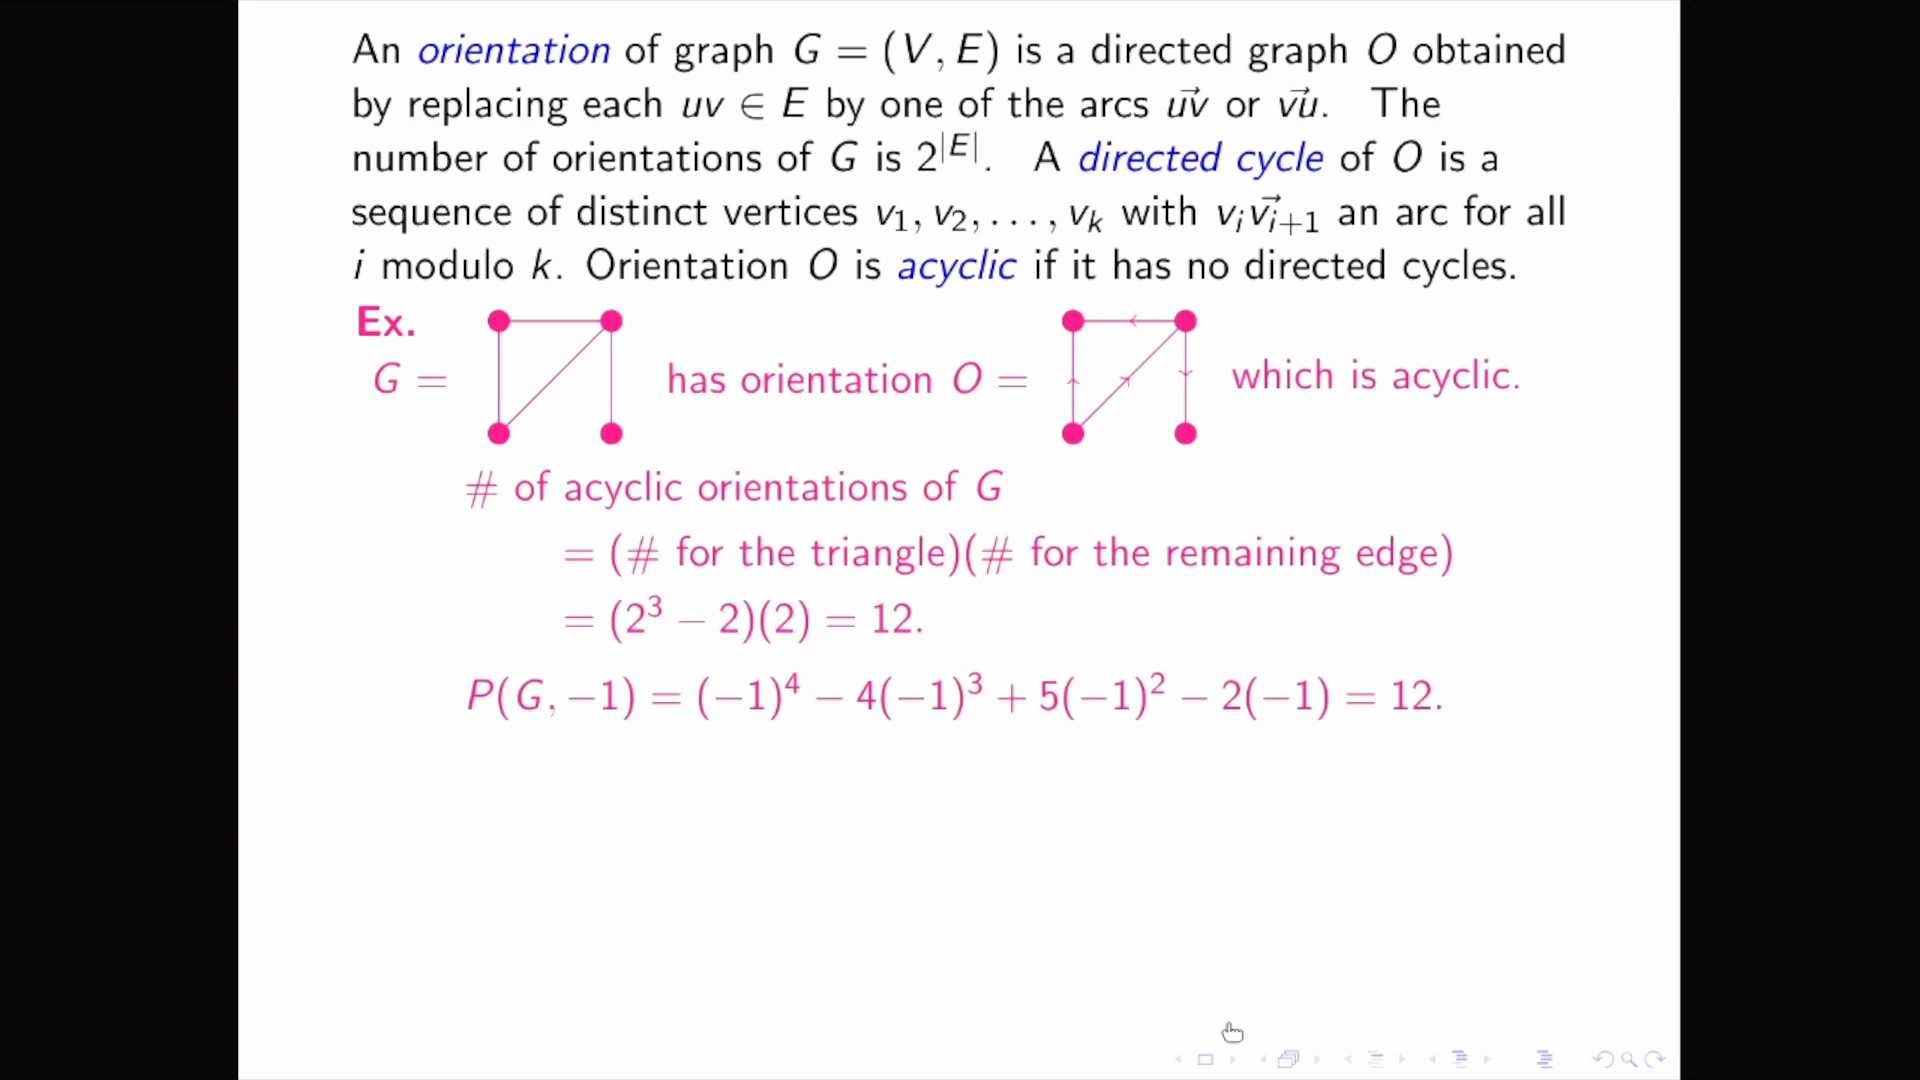 An orientation of graph G = (V, E) is a directed graph O obtained
by replacing each uv ∈ E by one of the arcs u⃗v or v⃗u. The
number of orientations of G is 2^|E|. A directed cycle of O is a
sequence of distinct vertices v₁, v₂, . . . , vₖ with vᵢv⃗ᵢ₊₁ an arc for all
i modulo k. Orientation O is acyclic if it has no directed cycles.
Ex.
G = has orientation O = which is acyclic.
# of acyclic orientations of G
= (# for the triangle)(# for the remaining edge)
= (2³ − 2)(2) = 12.
P(G, −1) = (−1)⁴ − 4(−1)³ + 5(−1)² − 2(−1) = 12.